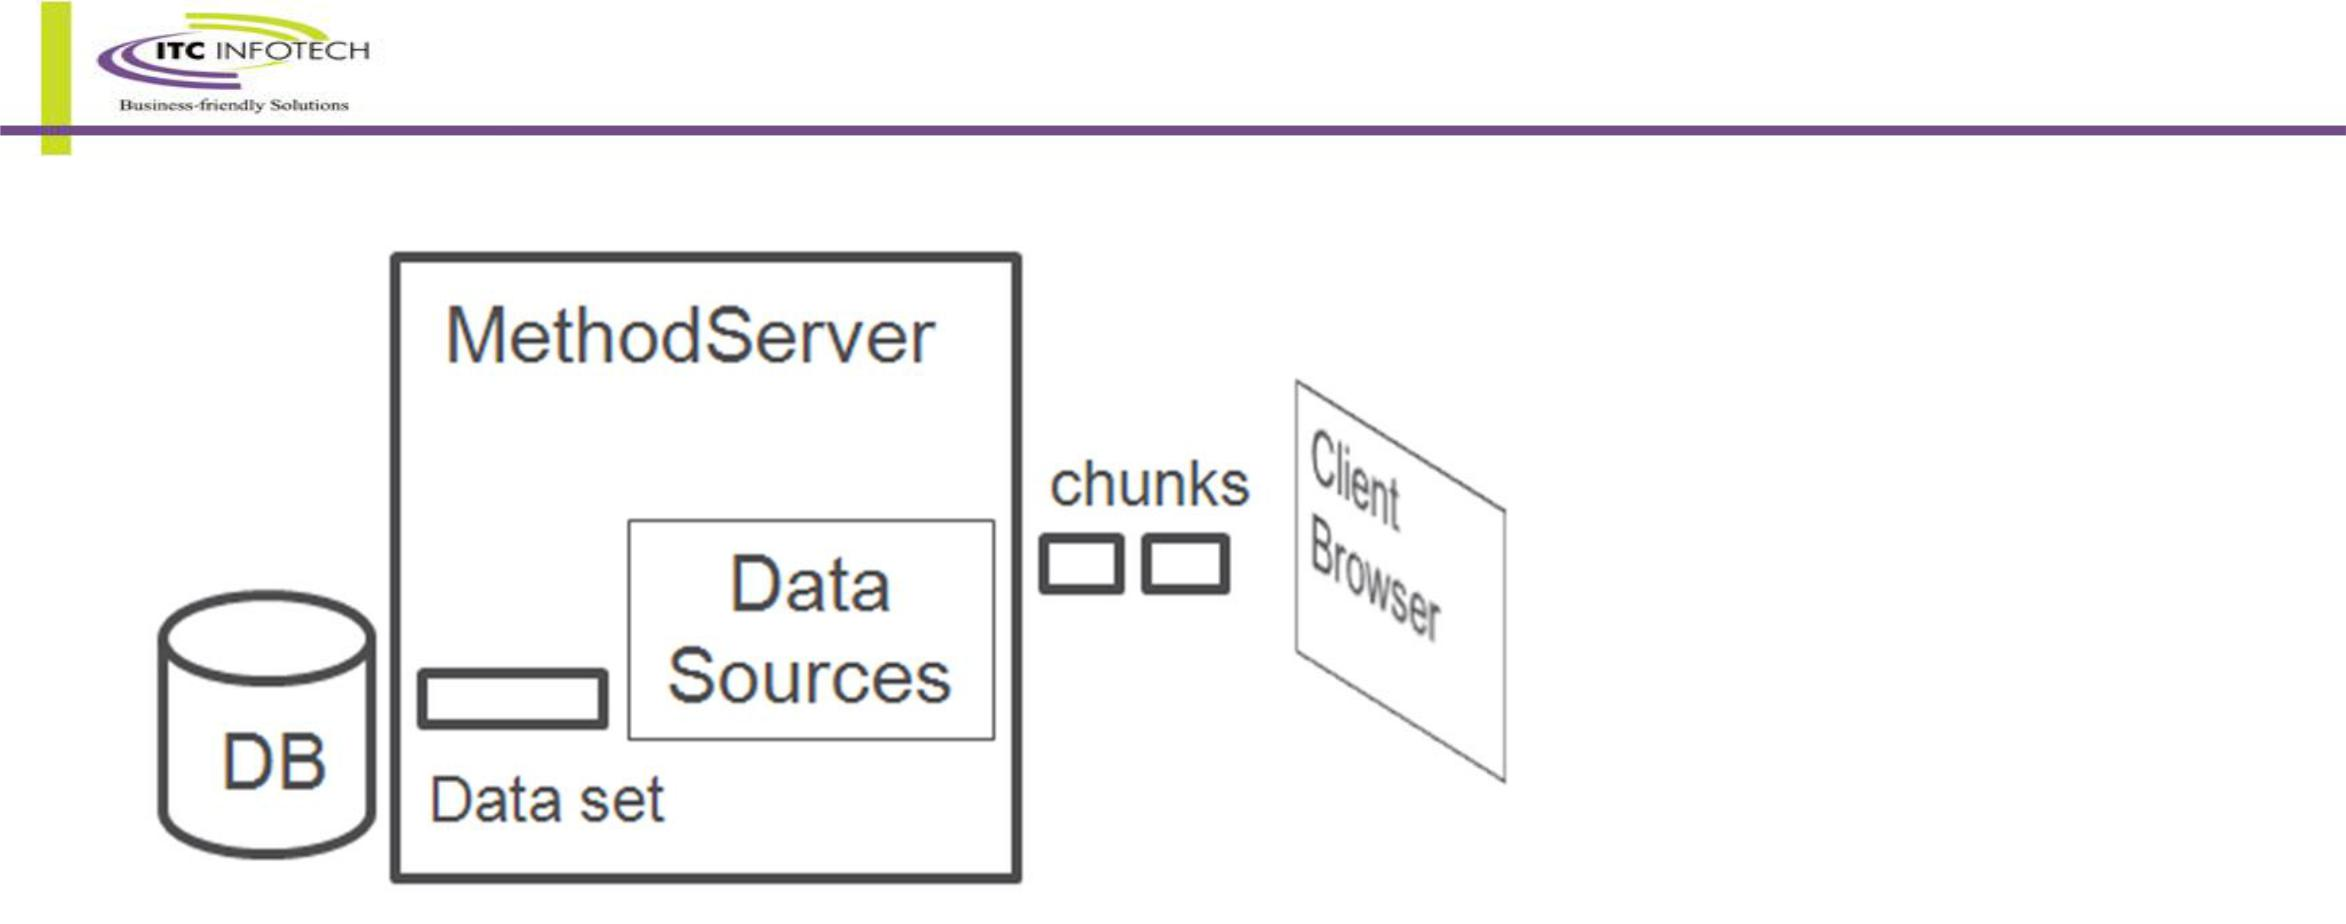 ITC INFOTECH
Business-friendly Solutions
MethodServer
chunks
Client
Browser
Data
Sources
DB
Data set